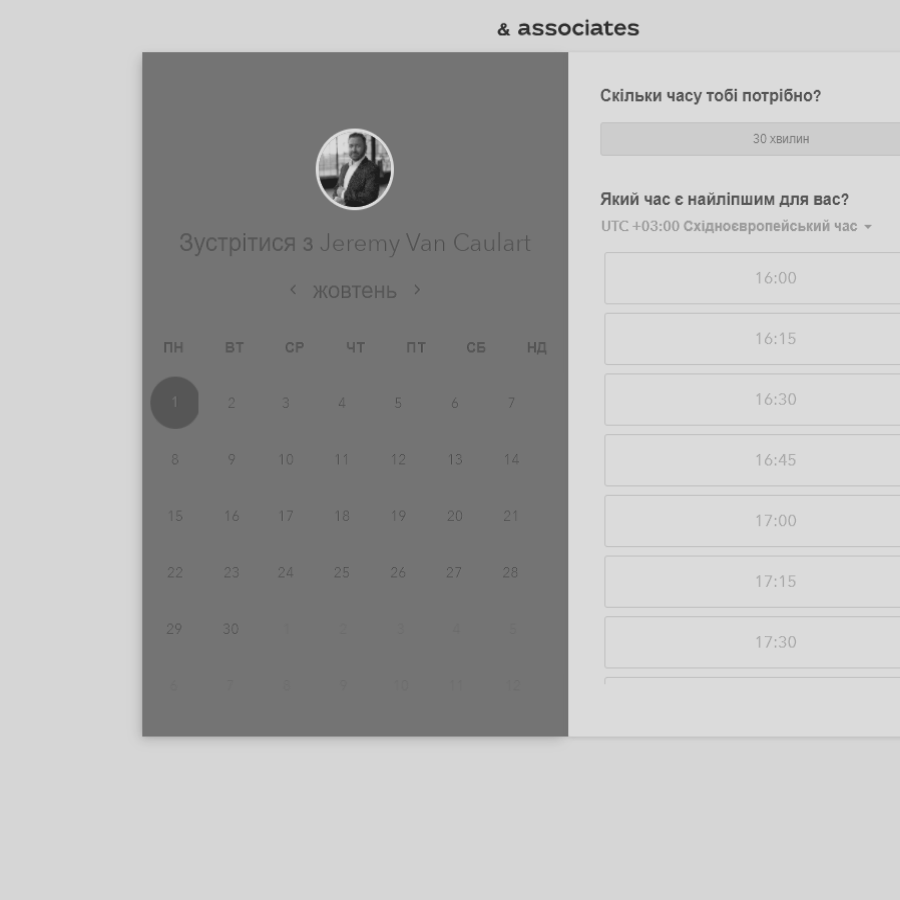 & associates
Зустрітися з Jeremy Van Caulart
жовтень
ПН ВТ СР ЧТ ПТ СБ НД
1 2 3 4 5 6 7
8 9 10 11 12 13 14
15 16 17 18 19 20 21
22 23 24 25 26 27 28
29 30 1 2 3 4 5
6 7 8 9 10 11 12
Скільки часу тобі потрібно?
30 хвилин
Який час є найліпшим для вас?
UTC +03:00 Східноєвропейський час
16:00
16:15
16:30
16:45
17:00
17:15
17:30